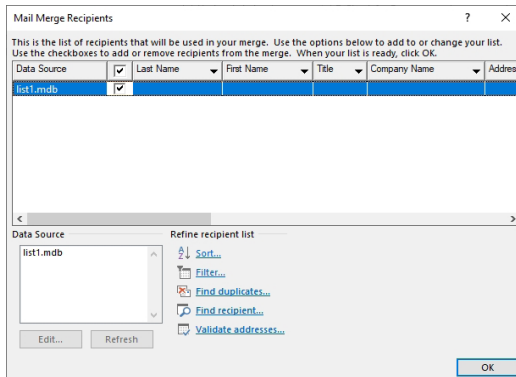 Mail Merge Recipients
This is the list of recipients that will be used in your merge. Use the options below to add to or change your list.
Use the checkboxes to add or remove recipients from the merge. When your list is ready, click OK.
Data Source Last Name First Name Title Company Name Addres
list1.mdb
Data Source Refine recipient list
list1.mdb
Sort...
Filter...
Find duplicates...
Find recipient...
Validate addresses...
Edit... Refresh
OK